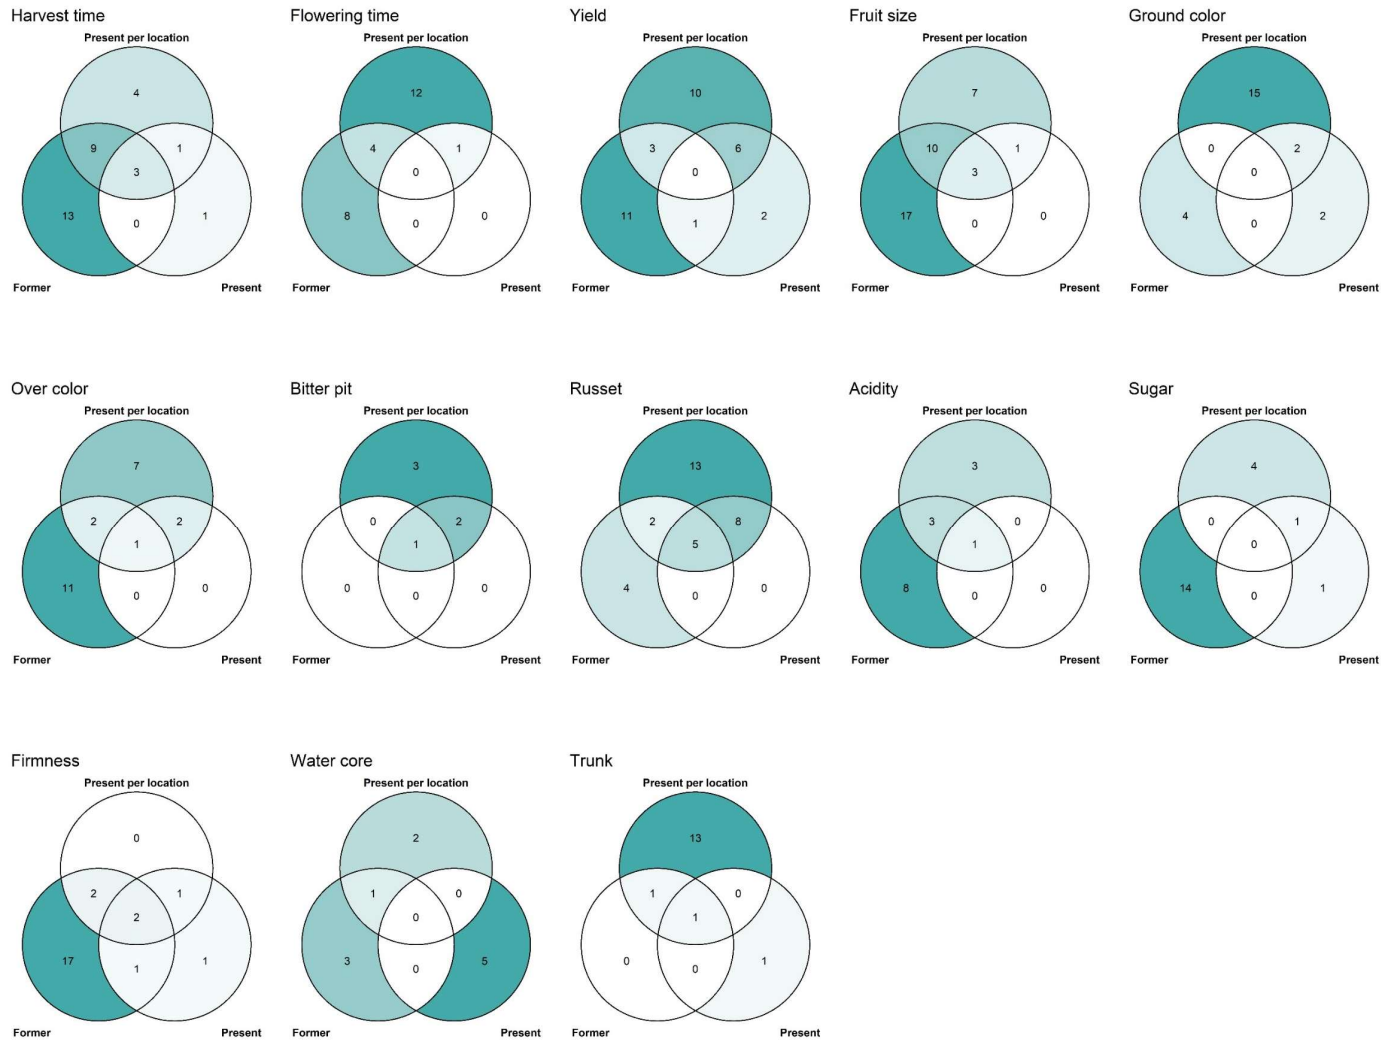 Harvest time
Present per location
4
9
1
3
13
0
1
Former
Present
Flowering time
Present per location
12
4
1
0
8
0
0
Former
Present
Yield
Present per location
10
3
6
0
11
1
2
Former
Present
Fruit size
Present per location
7
10
1
3
17
0
0
Former
Present
Ground color
Present per location
15
0
2
0
4
0
2
Former
Present
Over color
Present per location
7
2
2
1
11
0
0
Former
Present
Bitter pit
Present per location
3
0
2
1
0
0
0
Former
Present
Russet
Present per location
13
2
8
5
4
0
0
Former
Present
Acidity
Present per location
3
3
0
1
8
0
0
Former
Present
Sugar
Present per location
4
0
1
0
14
0
1
Former
Present
Firmness
Present per location
0
2
1
2
17
1
1
Former
Present
Water core
Present per location
2
1
0
0
3
0
5
Former
Present
Trunk
Present per location
13
1
0
1
0
0
1
Former
Present